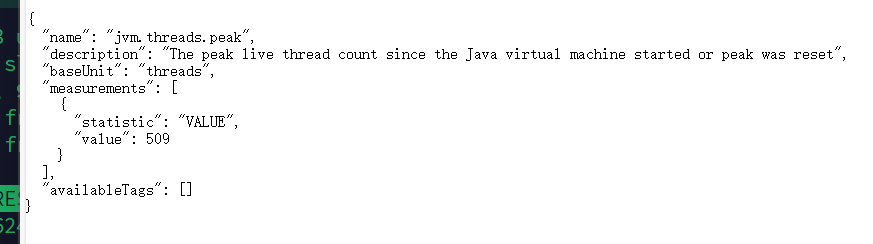 {
"name": "jvm.threads.peak",
"description": "The peak live thread count since the Java virtual machine started or peak was reset",
"baseUnit": "threads",
"measurements": [
{
"statistic": "VALUE",
"value": 509
}
],
"availableTags": []
}